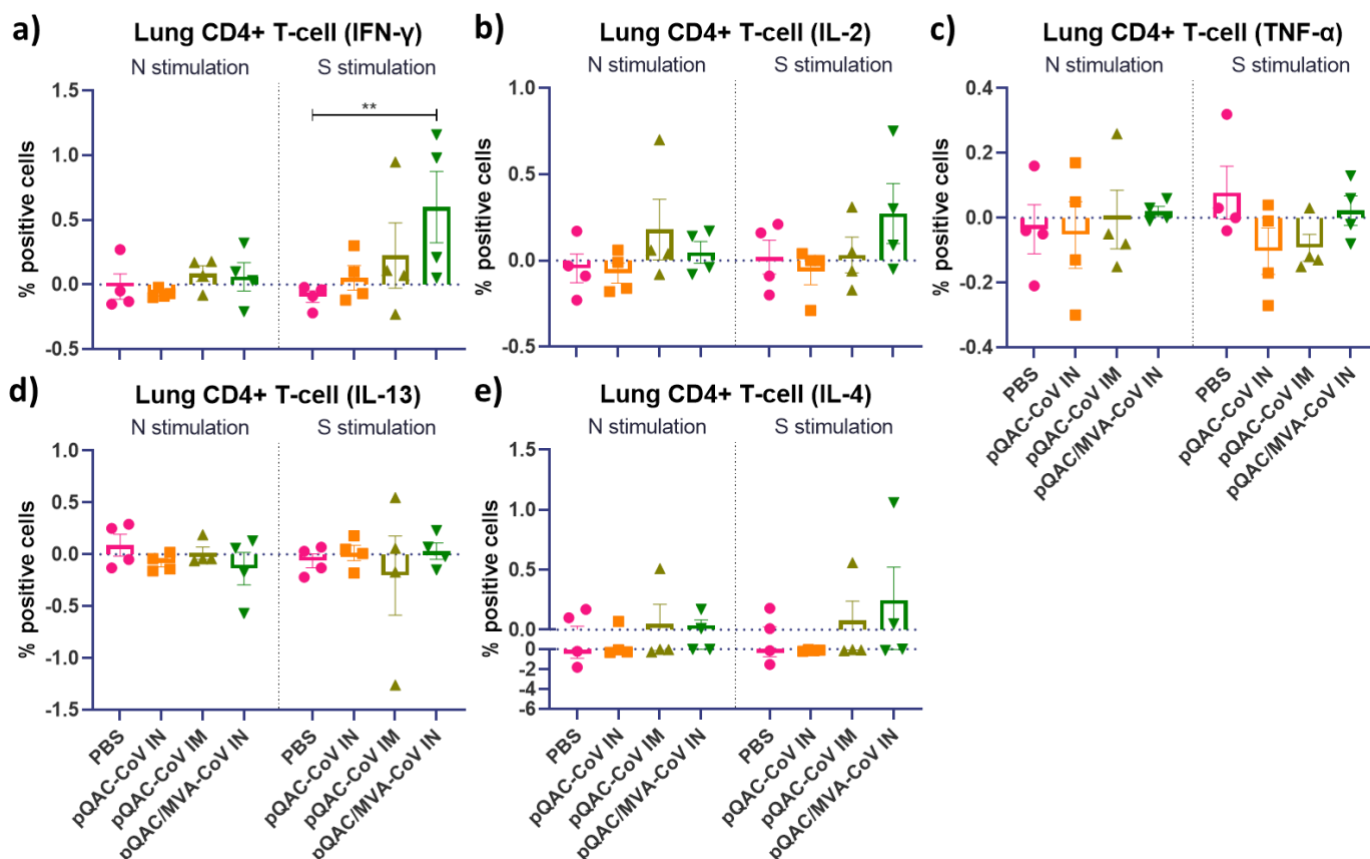 a)
Lung CD4+ T-cell (IFN-γ)
N stimulation
S stimulation
% positive cells
1.5
1.0
0.5
0.0
-0.5
**
b)
Lung CD4+ T-cell (IL-2)
N stimulation
S stimulation
% positive cells
1.0
0.5
0.0
-0.5
c)
Lung CD4+ T-cell (TNF-α)
N stimulation
S stimulation
% positive cells
0.4
0.2
0.0
-0.2
-0.4
PBS
pQAC-CoV IN
pQAC-CoV IM
pQAC/MVA-CoV IN
PBS
pQAC-CoV IN
pQAC-CoV IM
pQAC/MVA-CoV IN
d)
Lung CD4+ T-cell (IL-13)
N stimulation
S stimulation
% positive cells
1.0
0.5
0.0
-0.5
-1.0
-1.5
PBS
pQAC-CoV IN
pQAC-CoV IM
pQAC/MVA-CoV IN
PBS
pQAC-CoV IN
pQAC-CoV IM
pQAC/MVA-CoV IN
e)
Lung CD4+ T-cell (IL-4)
N stimulation
S stimulation
% positive cells
1.5
1.0
0.5
0.0
0
-2
-4
-6
PBS
pQAC-CoV IN
pQAC-CoV IM
pQAC/MVA-CoV IN
PBS
pQAC-CoV IN
pQAC-CoV IM
pQAC/MVA-CoV IN